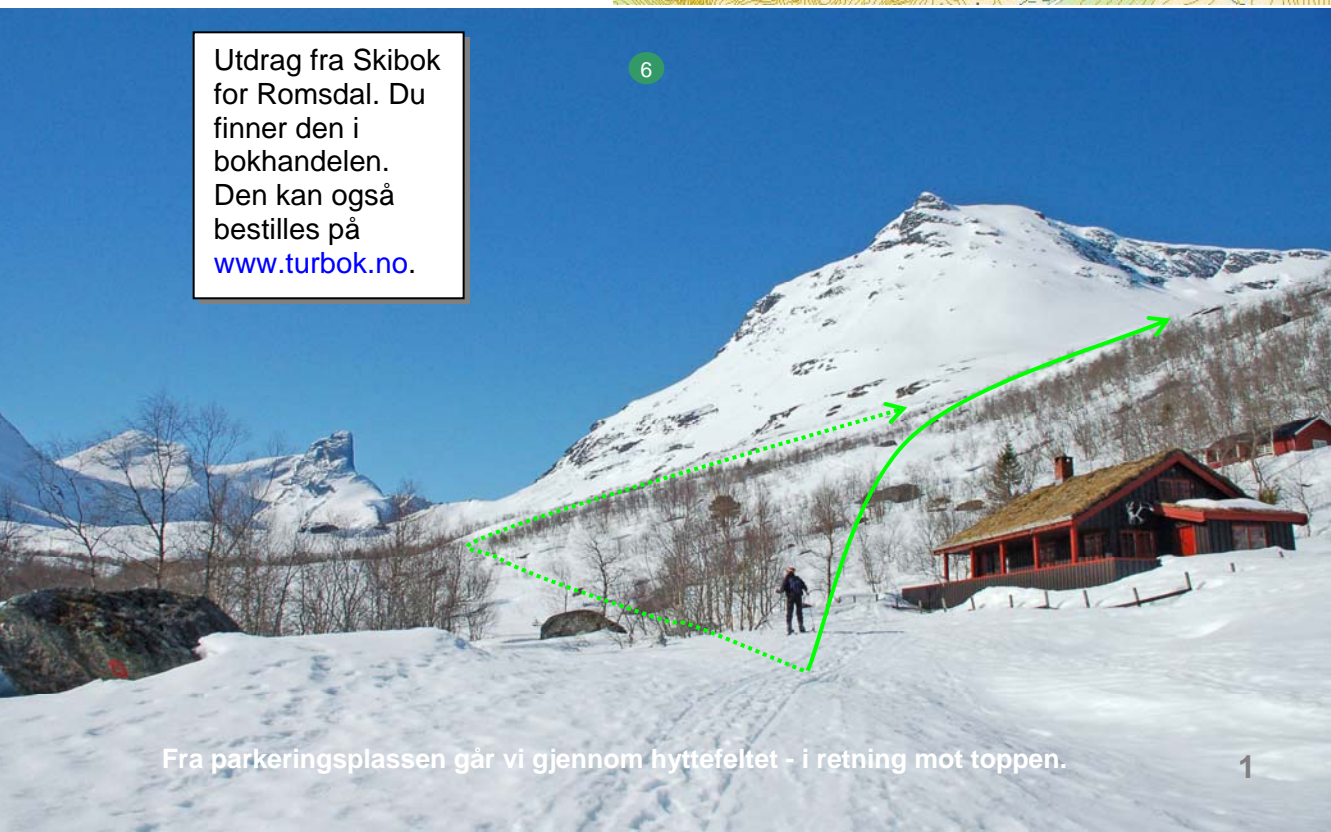 Utdrag fra Skibok
for Romsdal. Du
finner den i
bokhandelen.
Den kan også
bestilles på
www.turbok.no.
6
Fra parkeringsplassen går vi gjennom hyttefeltet - i retning mot toppen.
1